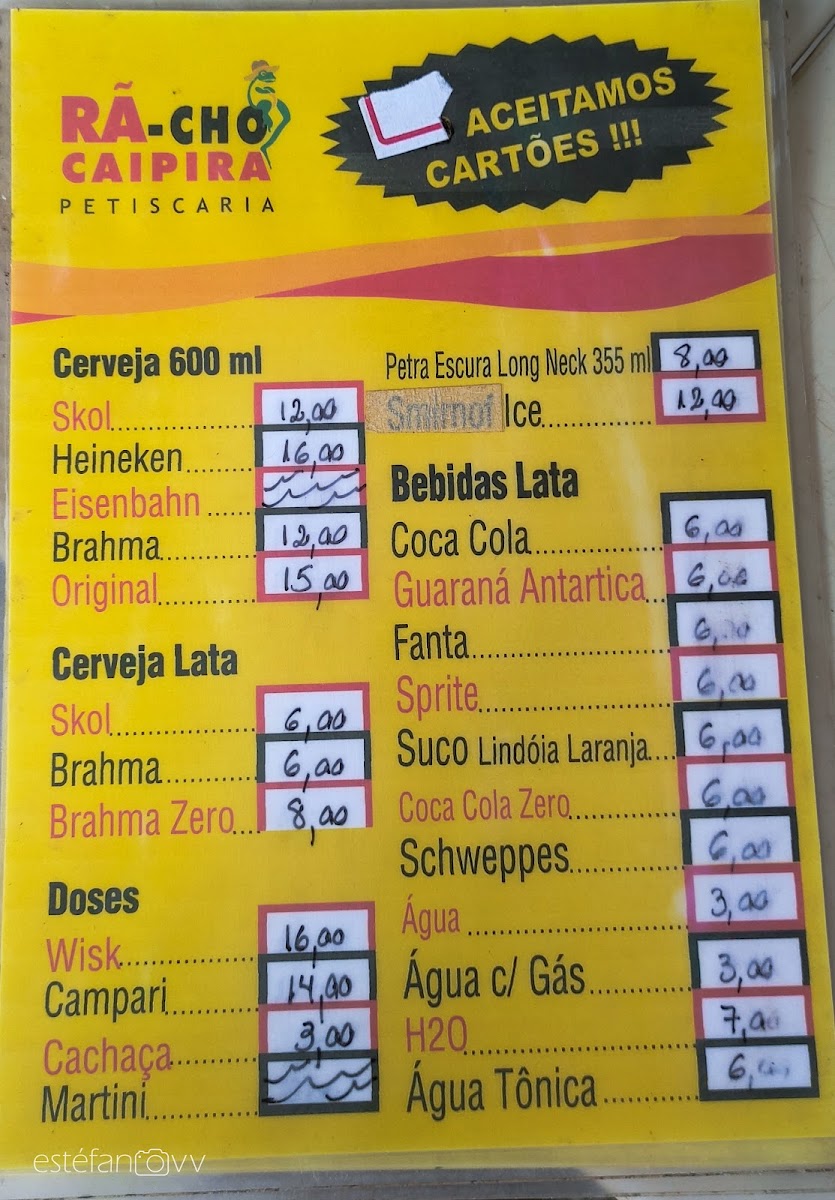 RÃ-CHO
CAIPIRA
PETISCARIA
ACEITAMOS
CARTÕES !!!
Cerveja 600 ml
Skol 12,00
Heineken 16,00
Eisenbahn
Brahma 12,00
Original 15,00
Cerveja Lata
Skol 6,00
Brahma 6,00
Brahma Zero 8,00
Doses
Wisk 16,00
Campari 14,00
Cachaça 3,00
Martini
Petra Escura Long Neck 355 ml 8,00
Smirnof Ice 12,00
Bebidas Lata
Coca Cola 6,00
Guaraná Antartica 6,00
Fanta 6,00
Sprite 6,00
Suco Lindóia Laranja 6,00
Coca Cola Zero 6,00
Schweppes 6,00
Água 3,00
Água c/ Gás 3,00
H2O 7,00
Água Tônica 6,00
estéfan vv